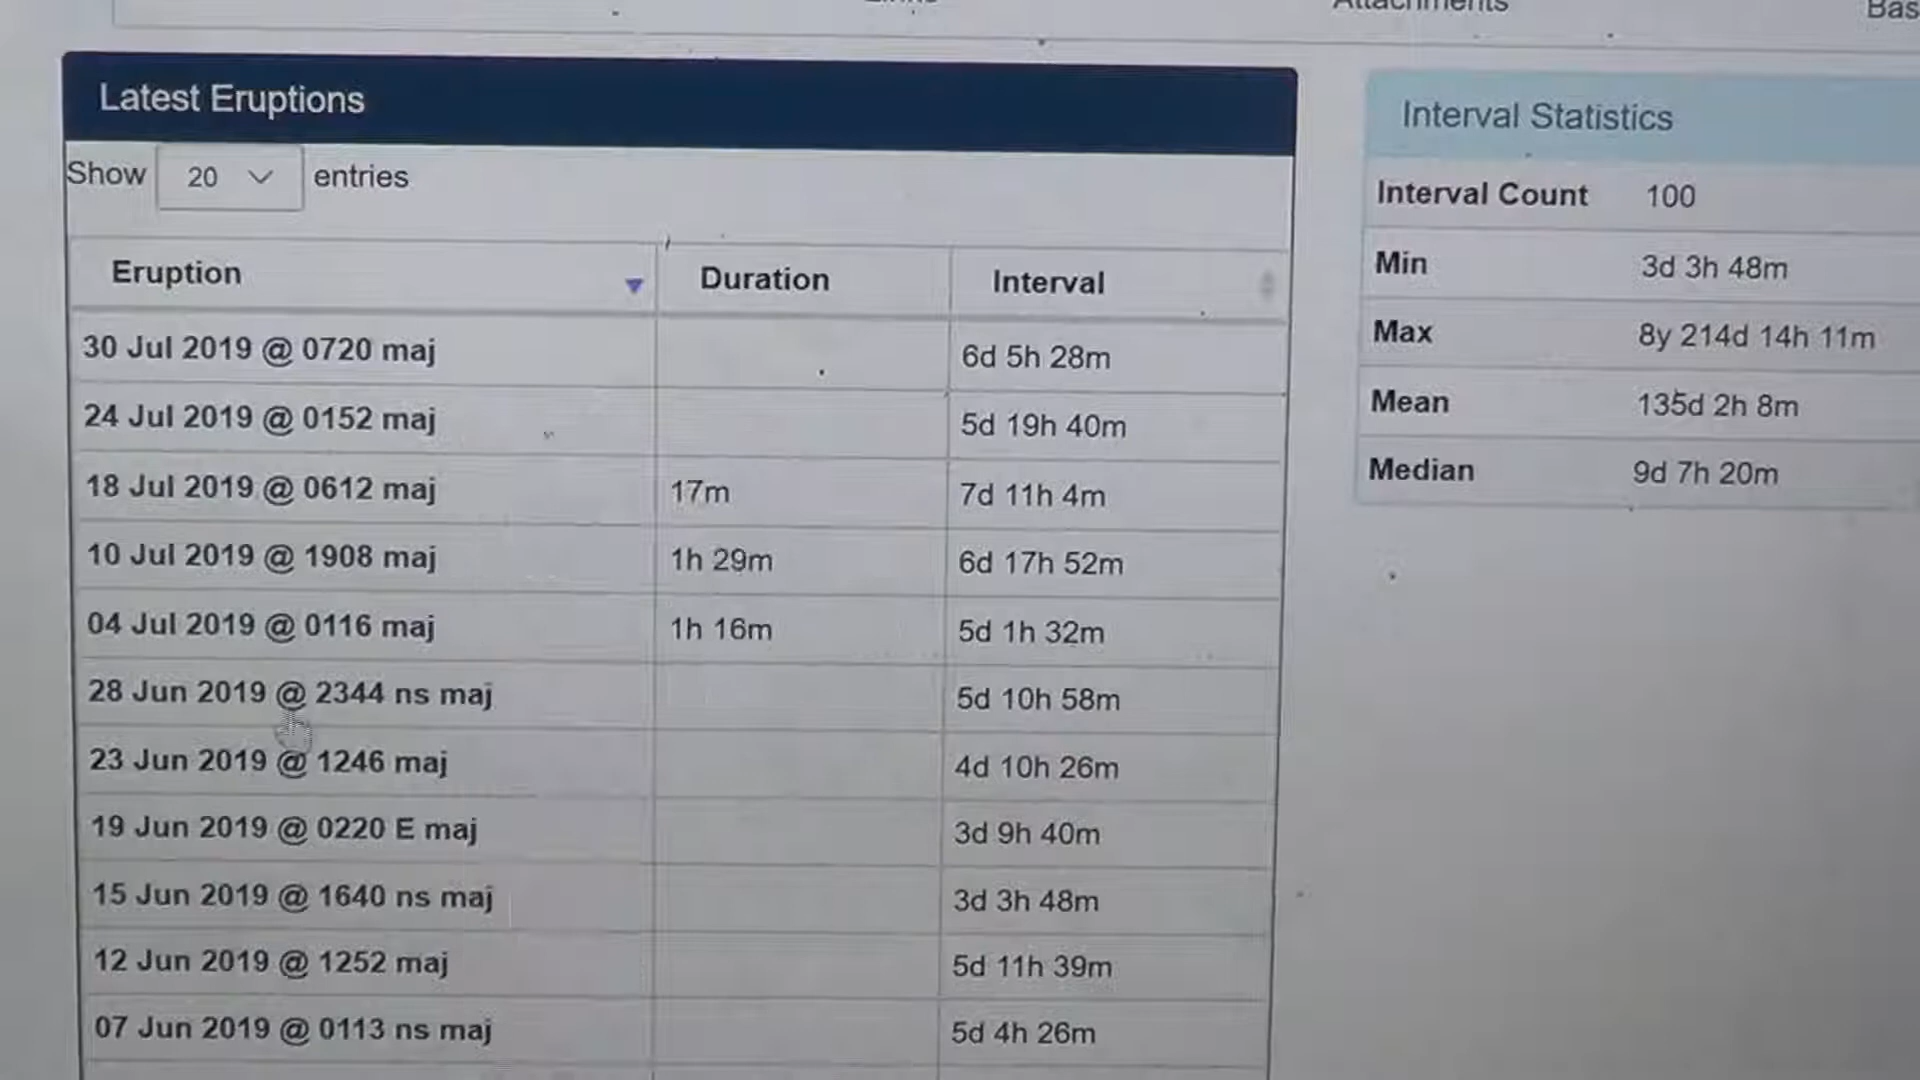 Attachments
Bas
Latest Eruptions
Show 20 entries
Eruption Duration Interval
30 Jul 2019 @ 0720 maj 6d 5h 28m
24 Jul 2019 @ 0152 maj 5d 19h 40m
18 Jul 2019 @ 0612 maj 17m 7d 11h 4m
10 Jul 2019 @ 1908 maj 1h 29m 6d 17h 52m
04 Jul 2019 @ 0116 maj 1h 16m 5d 1h 32m
28 Jun 2019 @ 2344 ns maj 5d 10h 58m
23 Jun 2019 @ 1246 maj 4d 10h 26m
19 Jun 2019 @ 0220 E maj 3d 9h 40m
15 Jun 2019 @ 1640 ns maj 3d 3h 48m
12 Jun 2019 @ 1252 maj 5d 11h 39m
07 Jun 2019 @ 0113 ns maj 5d 4h 26m
Interval Statistics
Interval Count 100
Min 3d 3h 48m
Max 8y 214d 14h 11m
Mean 135d 2h 8m
Median 9d 7h 20m